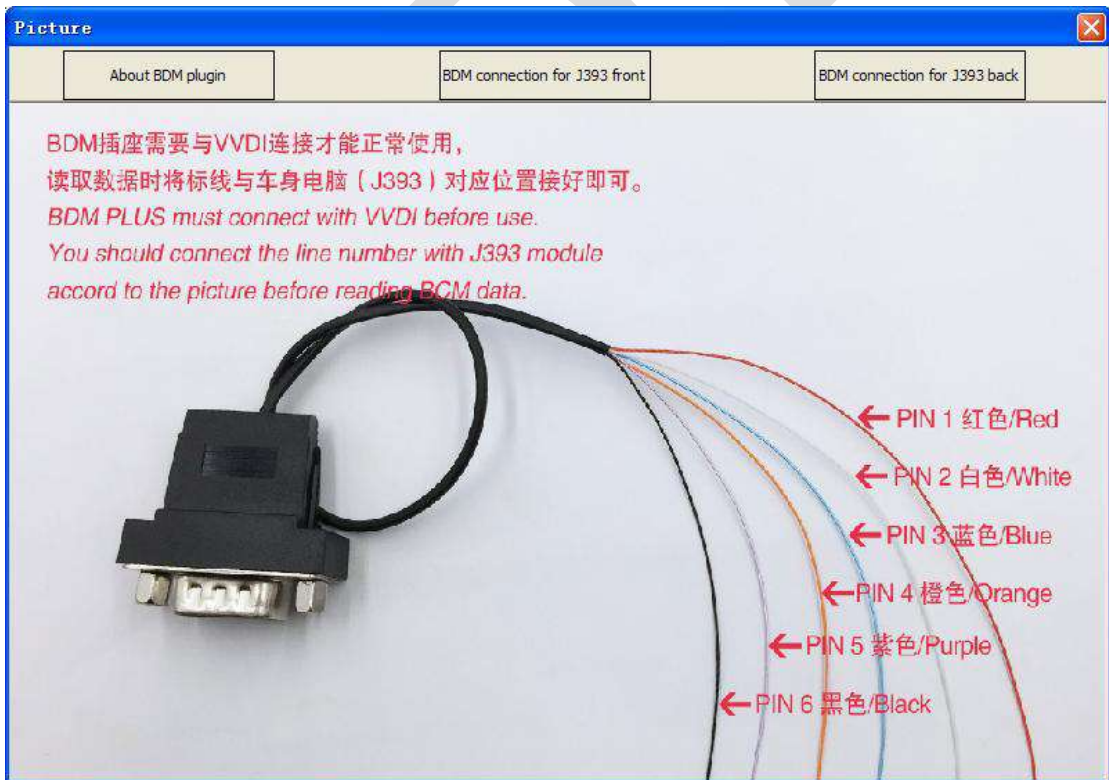 Picture
About BDM plugin
BDM connection for J393 front
BDM connection for J393 back
BDM插座需要与VVDI连接才能正常使用，
读取数据时将标线与车身电脑（J393）对应位置接好即可。
BDM PLUS must connect with VVDI before use.
You should connect the line number with J393 module
accord to the picture before reading BCM data.
PIN 1 红色/Red
PIN 2 白色/White
PIN 3 蓝色/Blue
PIN 4 橙色/Orange
PIN 5 紫色/Purple
PIN 6 黑色/Black